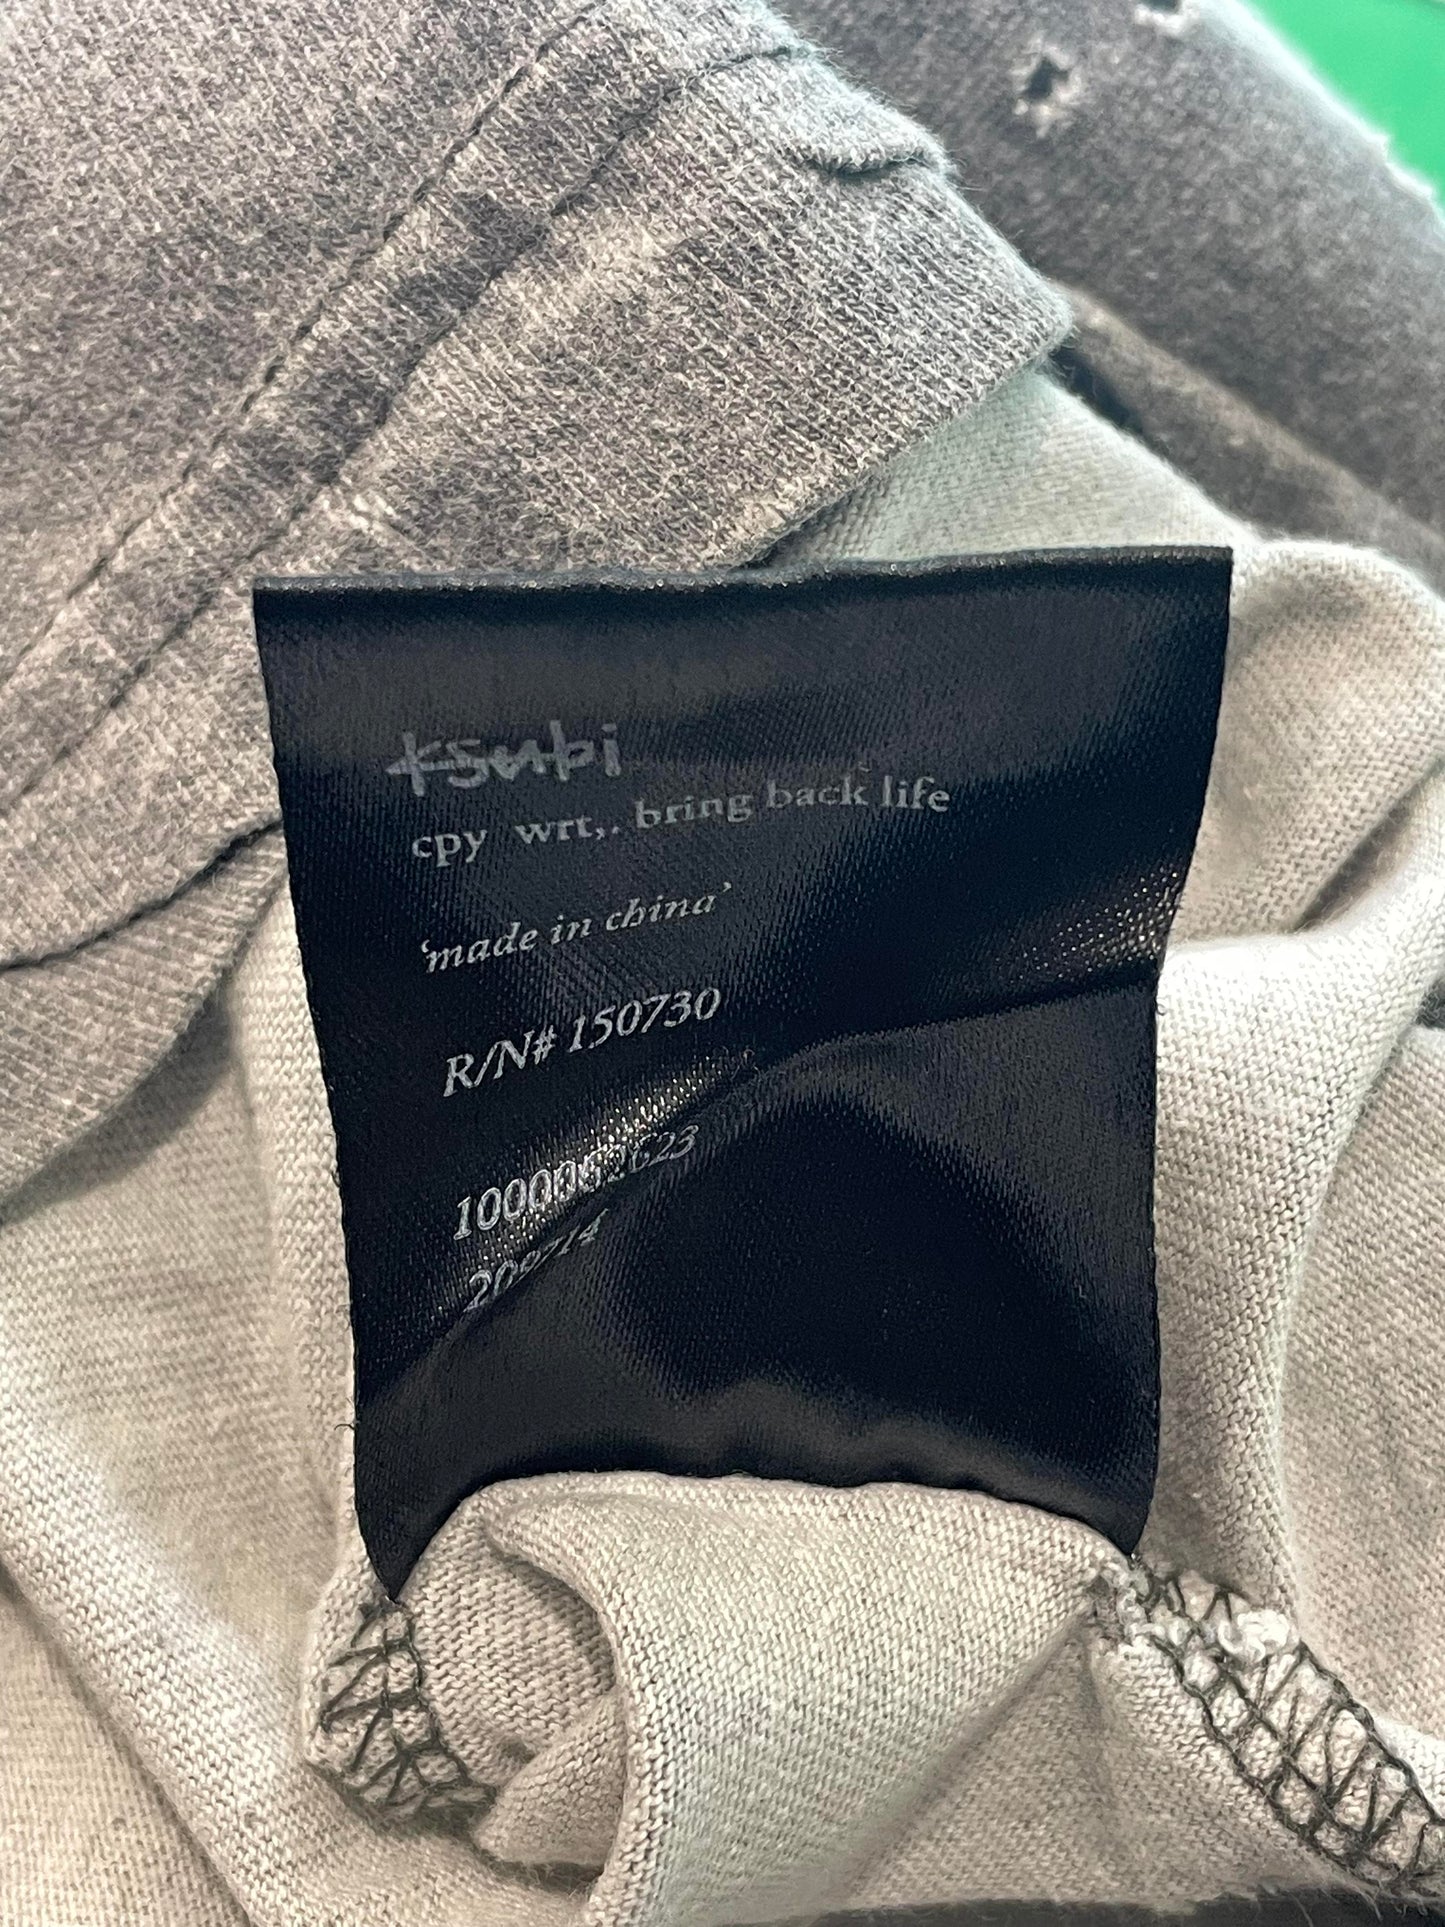 ksubi
cpy wrt,. bring back life
‘made in china’
R/N# 150730